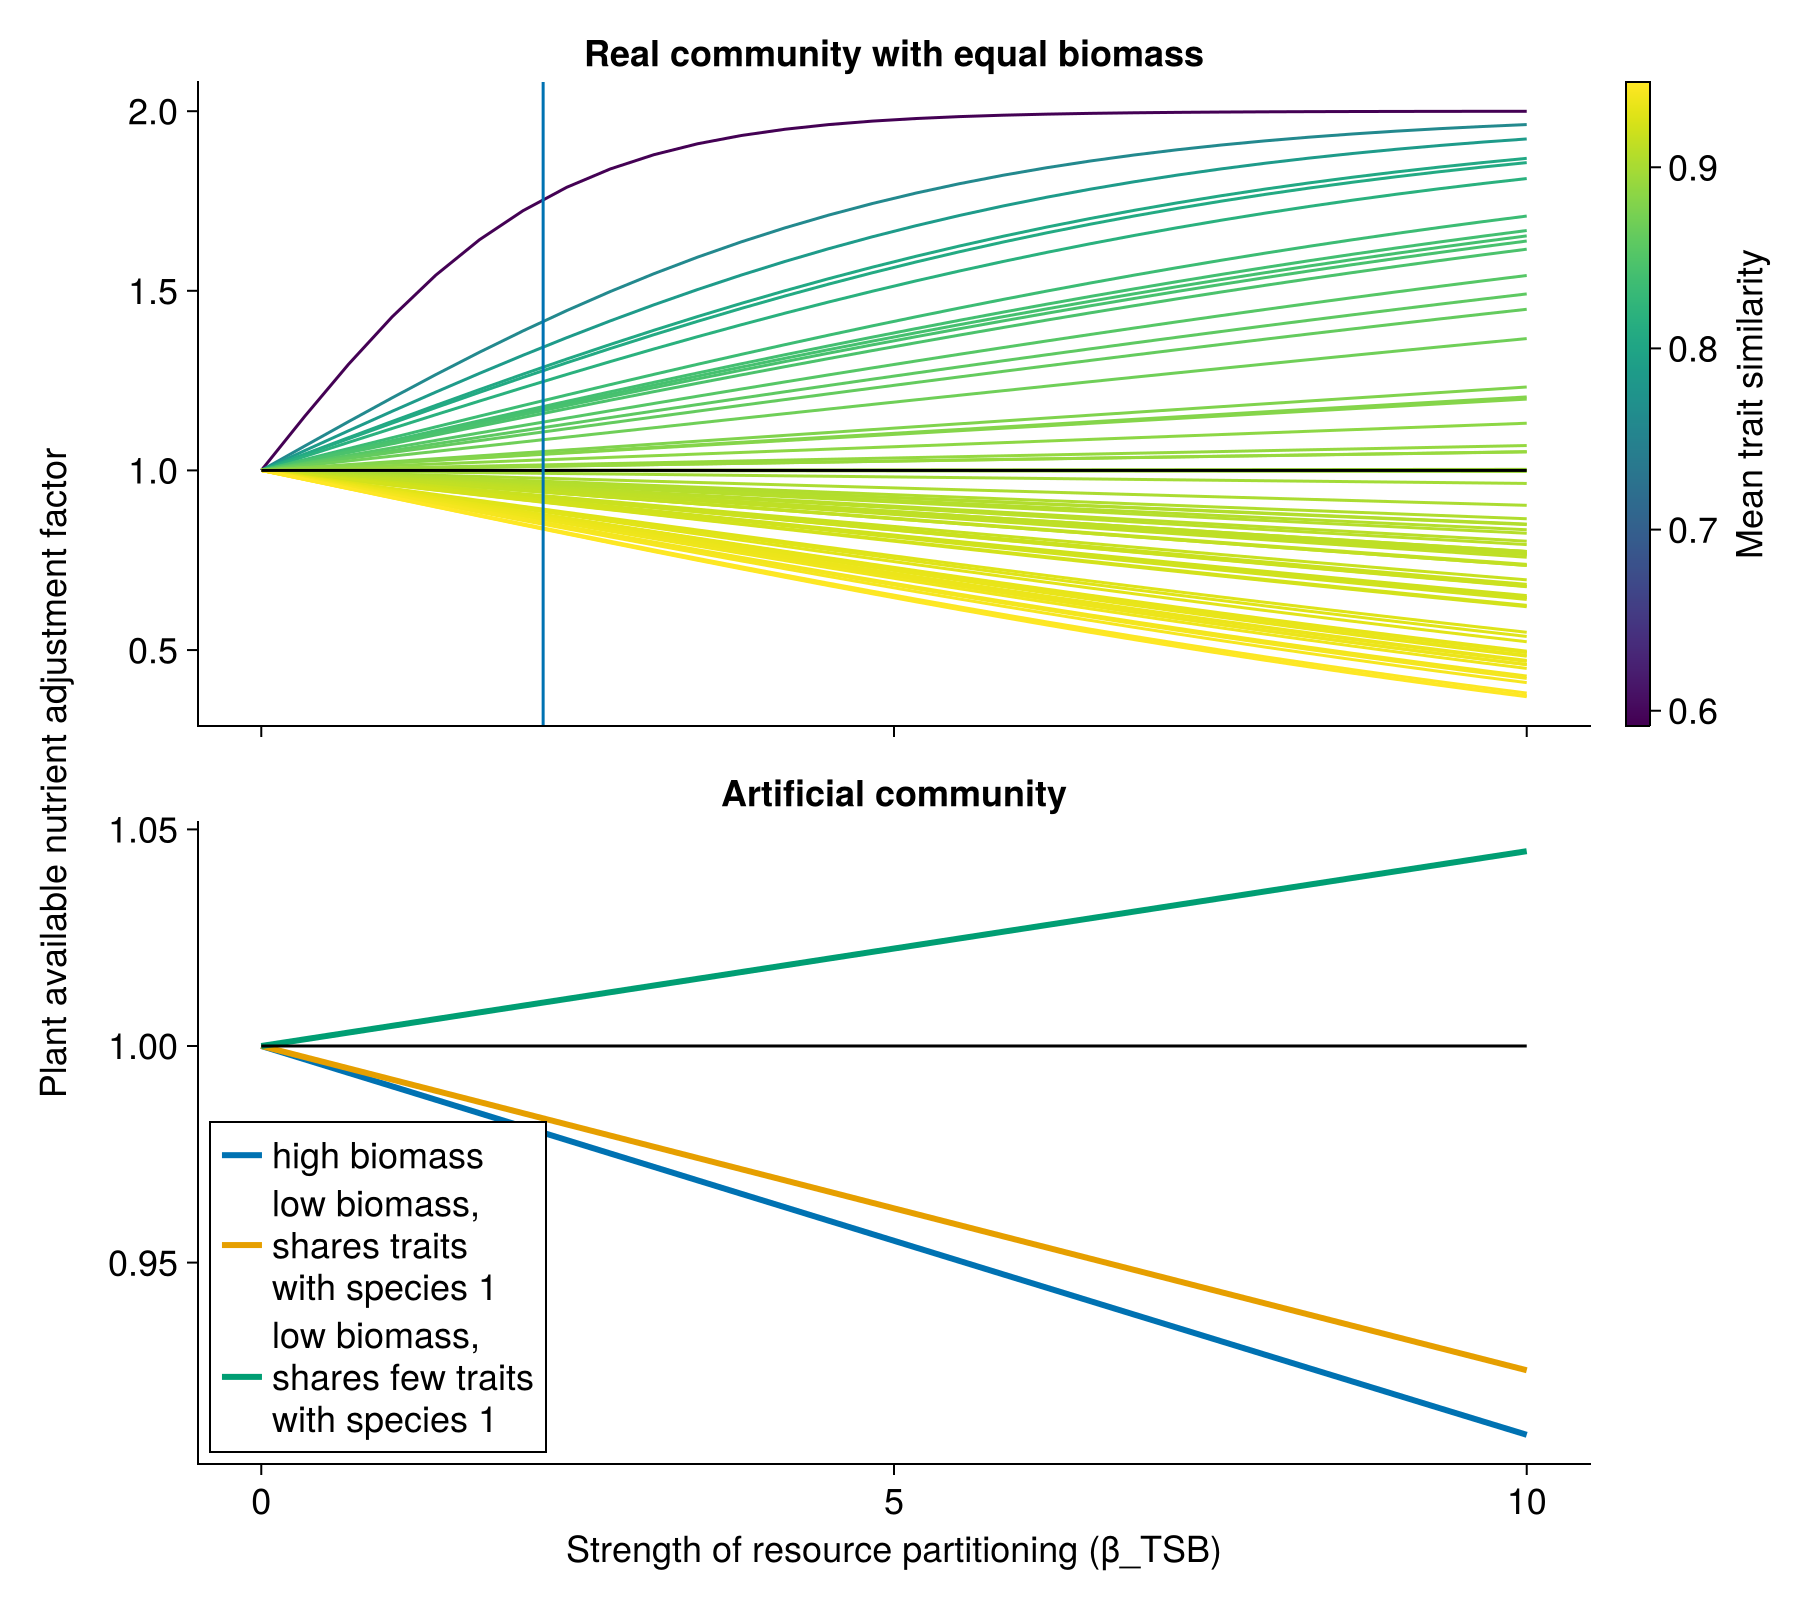 Real community with equal biomass
2.0
1.5
1.0
0.5
0.9
0.8
0.7
0.6
Mean trait similarity
Plant available nutrient adjustment factor
Artificial community
1.05
1.00
0.95
high biomass
low biomass,
shares traits
with species 1
low biomass,
shares few traits
with species 1
0
5
10
Strength of resource partitioning (β_TSB)